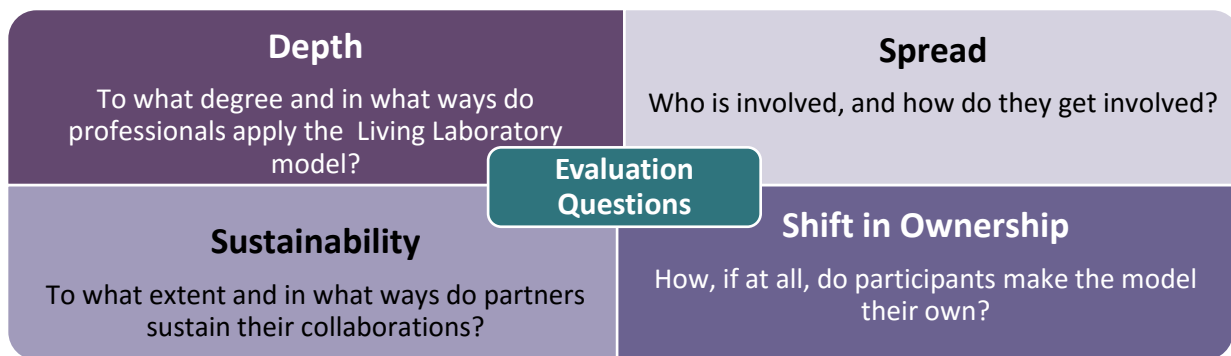 Depth
To what degree and in what ways do
professionals apply the Living Laboratory
model?
Spread
Who is involved, and how do they get involved?
Evaluation
Questions
Sustainability
To what extent and in what ways do partners
sustain their collaborations?
Shift in Ownership
How, if at all, do participants make the model
their own?